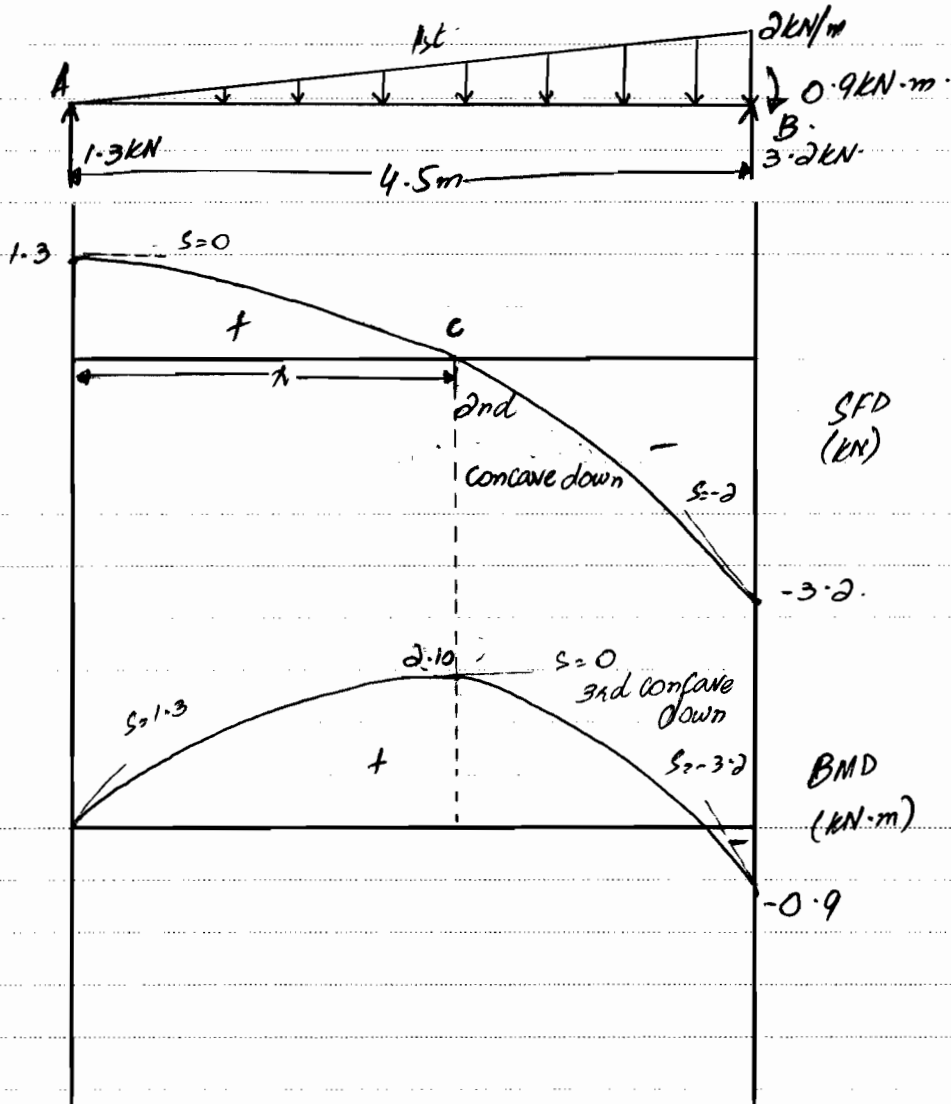 1st
2kN/m
A
0.9kN.m.
B.
1.3kN
3.2kN.
4.5m
1.3
S=0
+
C
x
2nd
SFD
(kN)
-
concave down
S=-2
-3.2.
2.10
S=0
3rd concave
down
S=1.3
+
S=-3.2
BMD
(kN.m)
-
-0.9